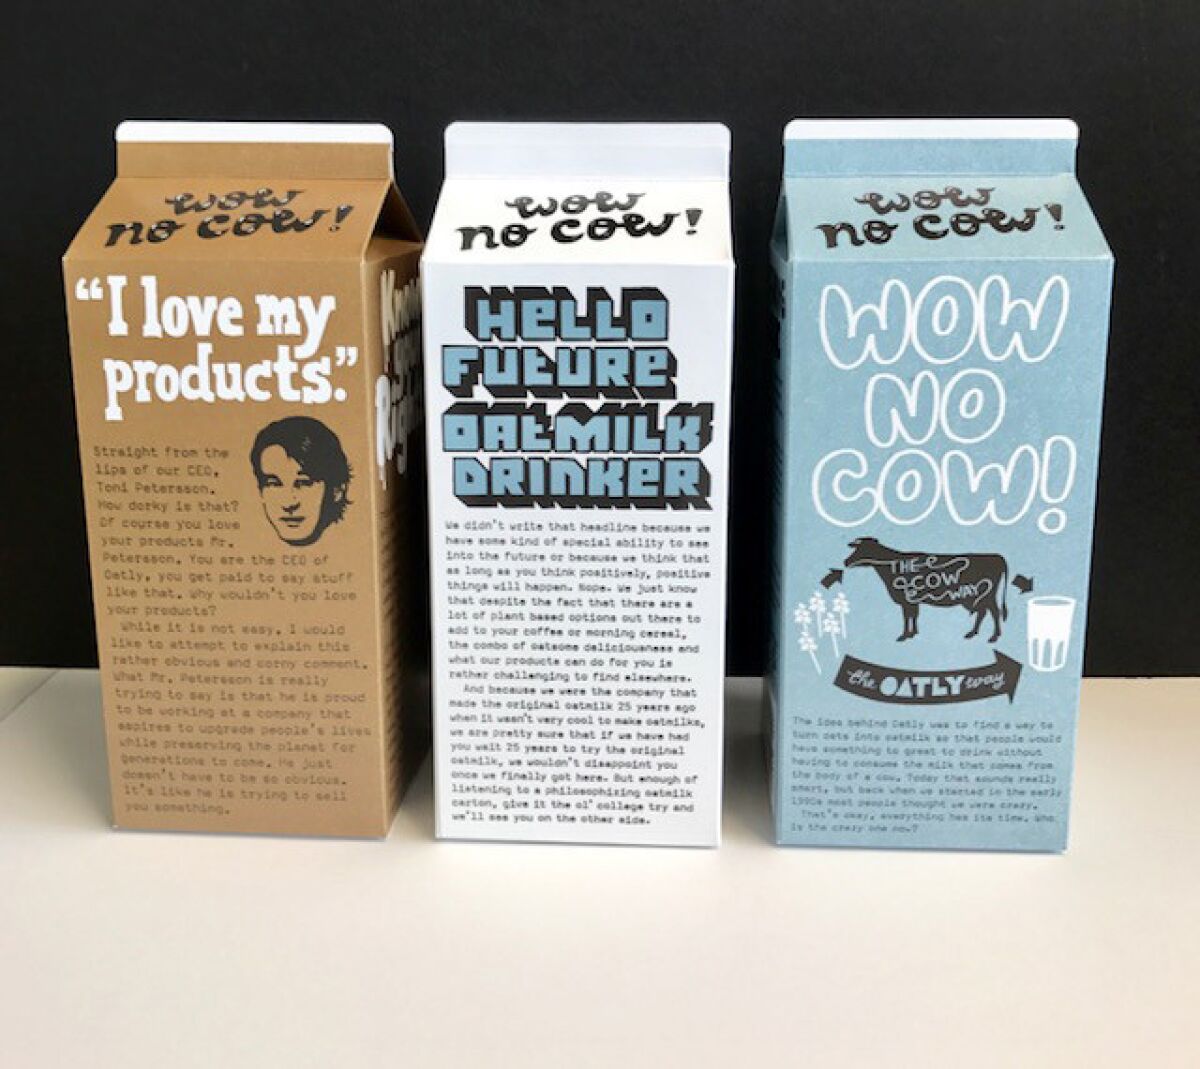 wow
no cow!
"I love my
products."
Straight from the
lips of our CEO,
Toni Petersson.
How dorky is that?
Of course you love
your products Mr.
Petersson. You are the CEO of
Oatly, you get paid to say stuff
like that. Why wouldn't you love
your products?
While it is not easy, I would
like to attempt to explain this
rather obvious and corny comment.
What Mr. Petersson is really
trying to say is that he is proud
to be working at a company that
aspires to upgrade people's lives
while preserving the planet for
generations to come. He just
doesn't have to be so obvious.
It's like he is trying to sell
you something.
wow
no cow!
HELLO
FUTURE
OATMILK
DRINKER
We didn't write that headline because we
have some kind of special ability to see
into the future or because we think that
as long as you think positively, positive
things will happen. Nope. We just know
that despite the fact that there are a
lot of plant based options out there to
add to your coffee or morning cereal,
the combo of oatsome deliciousness and
what our products can do for you is
rather challenging to find elsewhere.
And because we were the company that
made the original oatmilk 25 years ago
when it wasn't very cool to make oatmilks,
we are pretty sure that if we have had
you wait 25 years to try the original
oatmilk, we wouldn't disappoint you
once we finally got here. But enough of
listening to a philosophizing oatmilk
carton, give it the ol' college try and
we'll see you on the other side.
wow
no cow!
WOW
NO
COW!
THE
COW
WAY
the OATLY way
The idea behind Oatly was to find a way to
turn oats into oatmilk so that people would
have something to great to drink without
having to consume the milk that comes from
the body of a cow. Today that sounds really
smart, but back when we started in the early
1990s most people thought we were crazy.
That's okay, everything has its time. Who
is the crazy one now?